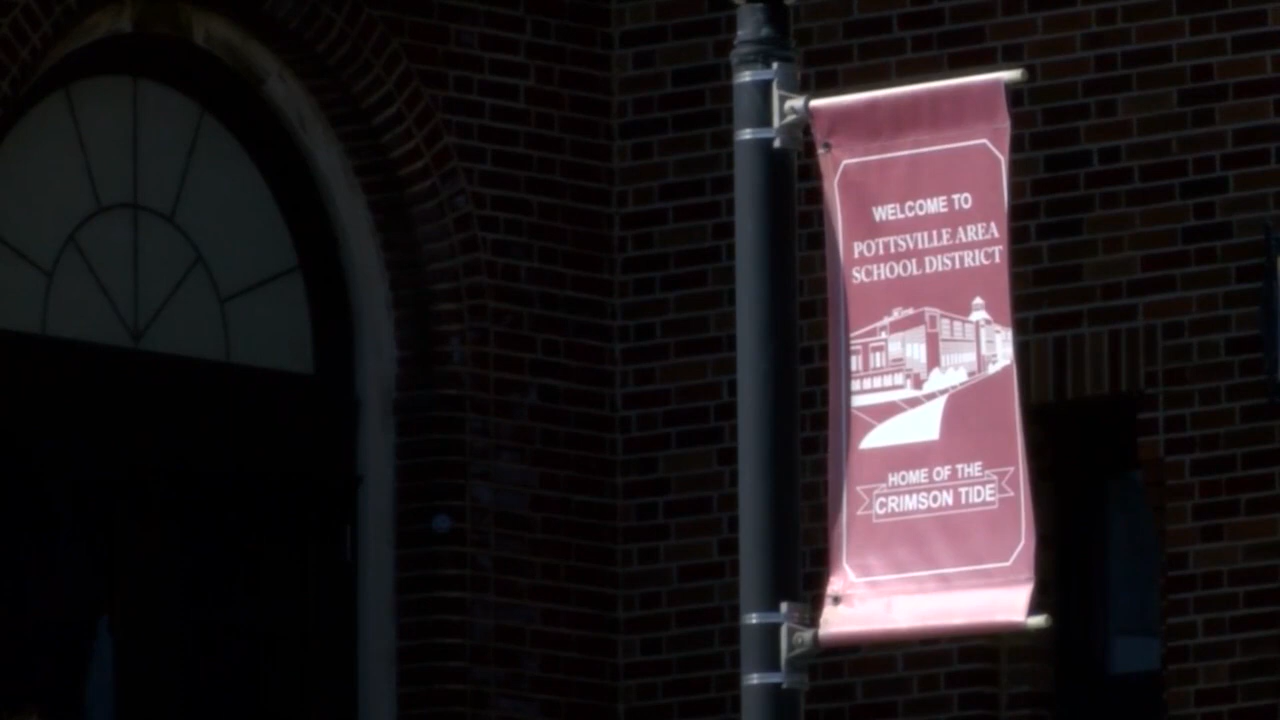 WELCOME TO
POTTSVILLE AREA
SCHOOL DISTRICT
HOME OF THE
CRIMSON TIDE